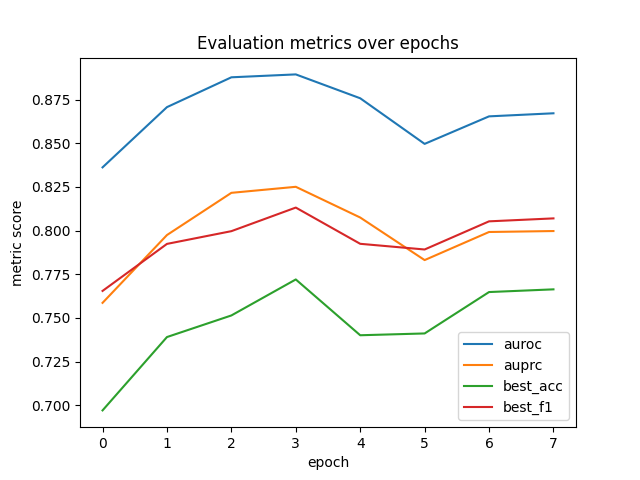 Evaluation metrics over epochs
metric score
0.875
0.850
0.825
0.800
0.775
0.750
0.725
0.700
auroc
auprc
best_acc
best_f1
0 1 2 3 4 5 6 7
epoch